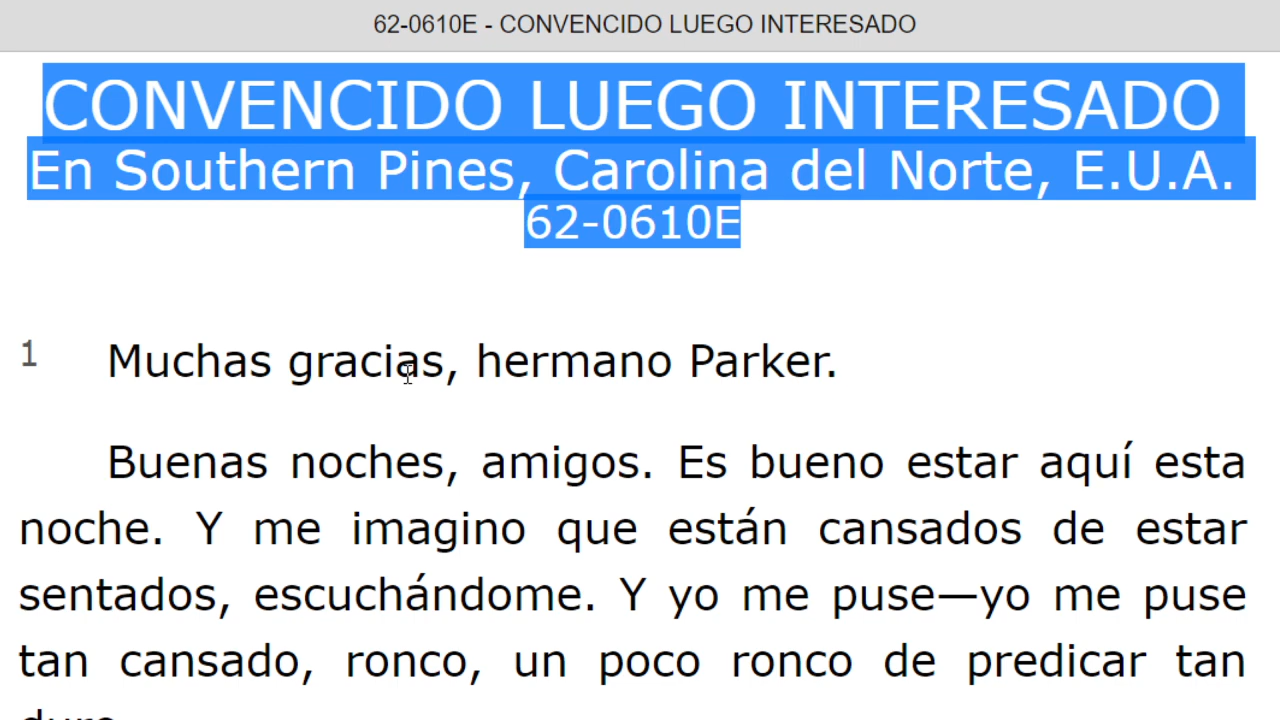 62-0610E - CONVENCIDO LUEGO INTERESADO
CONVENCIDO LUEGO INTERESADO
En Southern Pines, Carolina del Norte, E.U.A.
62-0610E
1 Muchas gracias, hermano Parker.
Buenas noches, amigos. Es bueno estar aquí esta
noche. Y me imagino que están cansados de estar
sentados, escuchándome. Y yo me puse—yo me puse
tan cansado, ronco, un poco ronco de predicar tan